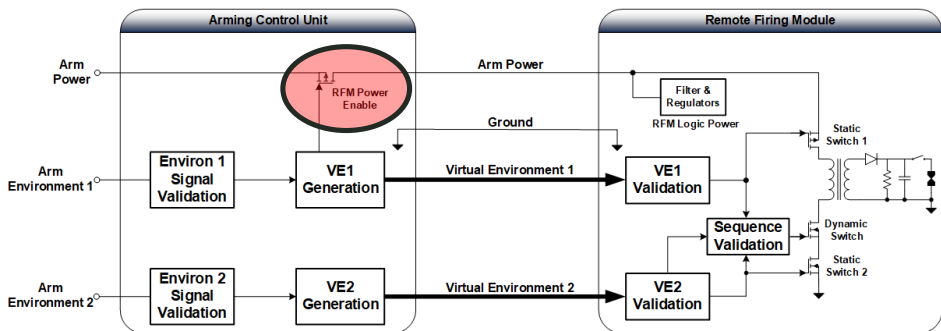 Arming Control Unit
Remote Firing Module
Arm
Power
RFM Power
Enable
Arm Power
Filter &
Regulators
RFM Logic Power
Ground
Static
Switch 1
Arm
Environment 1
Environ 1
Signal
Validation
VE1
Generation
Virtual Environment 1
VE1
Validation
Sequence
Validation
Dynamic
Switch
Arm
Environment 2
Environ 2
Signal
Validation
VE2
Generation
Virtual Environment 2
VE2
Validation
Static
Switch 2